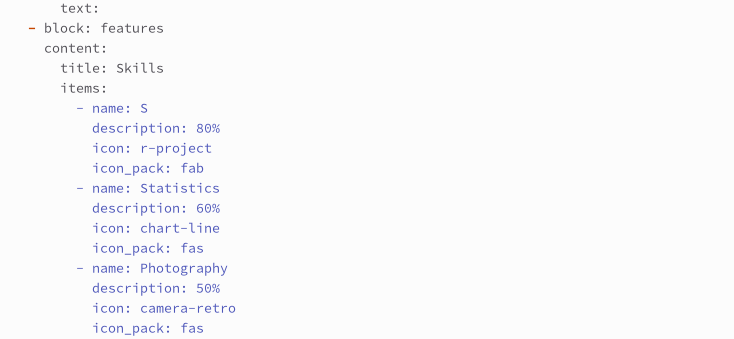 text:
- block: features
content:
title: Skills
items:
- name: S
description: 80%
icon: r-project
icon_pack: fab
- name: Statistics
description: 60%
icon: chart-line
icon_pack: fas
- name: Photography
description: 50%
icon: camera-retro
icon_pack: fas